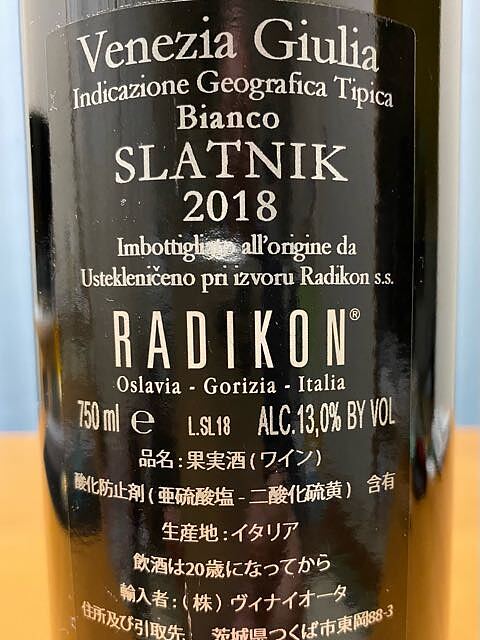 Venezia Giulia
Indicazione Geografica Tipica
Bianco
SLATNIK
2018
Imbottigliato all'origine da
Ustekleničeno pri izvoru Radikon s.s.
RADIKON®
Oslavia - Gorizia - Italia
750 ml e L.SL18 ALC.13,0% BY VOL
品名:果実酒(ワイン)
酸化防止剤(亜硫酸塩-二酸化硫黄) 含有
生産地:イタリア
飲酒は20歳になってから
輸入者:(株)ヴィナイオータ
住所及び引取先: 茨城県つくば市東岡88-3